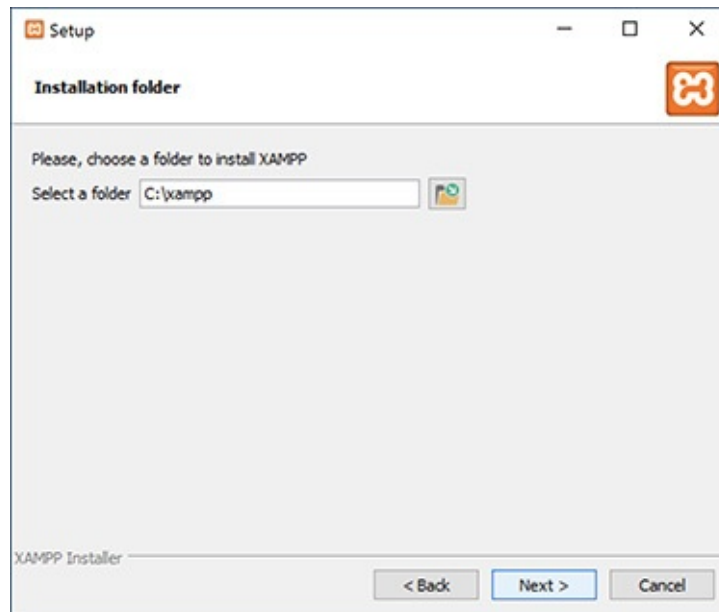 Setup
Installation folder
Please, choose a folder to install XAMPP
Select a folder C:\xampp
XAMPP Installer
< Back Next > Cancel